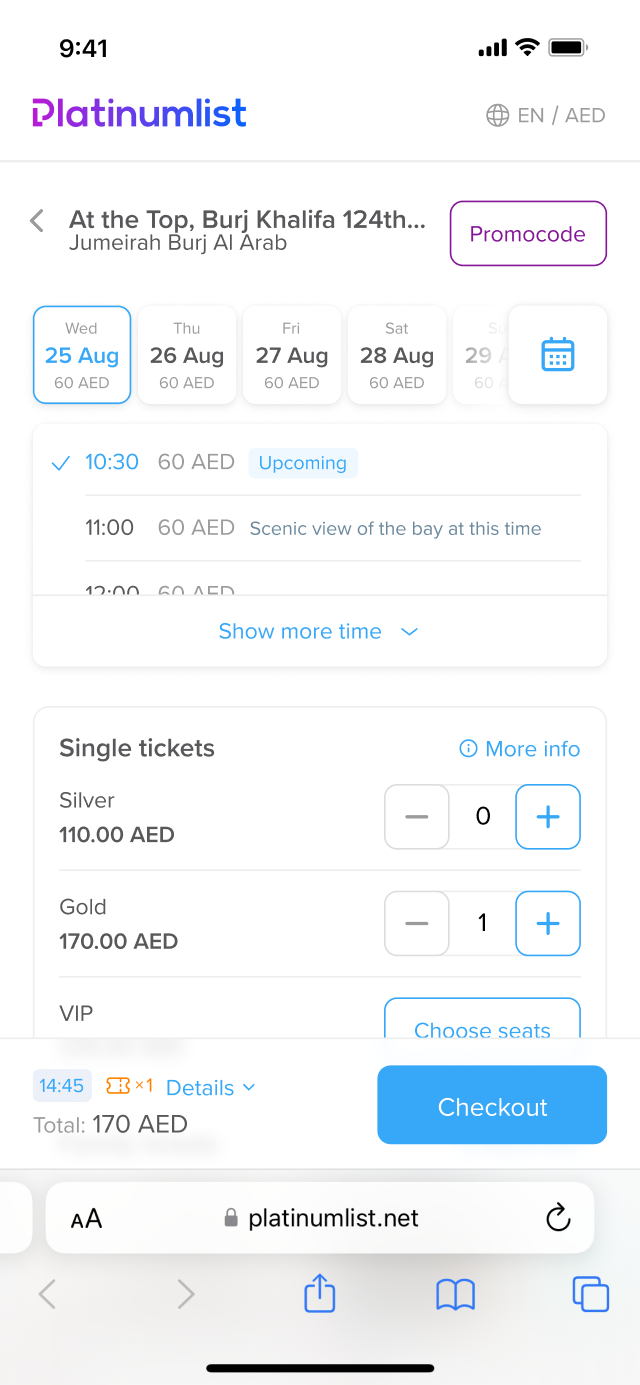 9:41
Platinumlist
EN / AED
At the Top, Burj Khalifa 124th...
Jumeirah Burj Al Arab
Promocode
Wed
25 Aug
60 AED
Thu
26 Aug
60 AED
Fri
27 Aug
60 AED
Sat
28 Aug
60 AED
29
60
10:30 60 AED Upcoming
11:00 60 AED Scenic view of the bay at this time
12:00 60 AED
Show more time
Single tickets
More info
Silver
110.00 AED
0
Gold
170.00 AED
1
VIP
Choose seats
14:45 ×1 Details
Total: 170 AED
Checkout
AA platinumlist.net